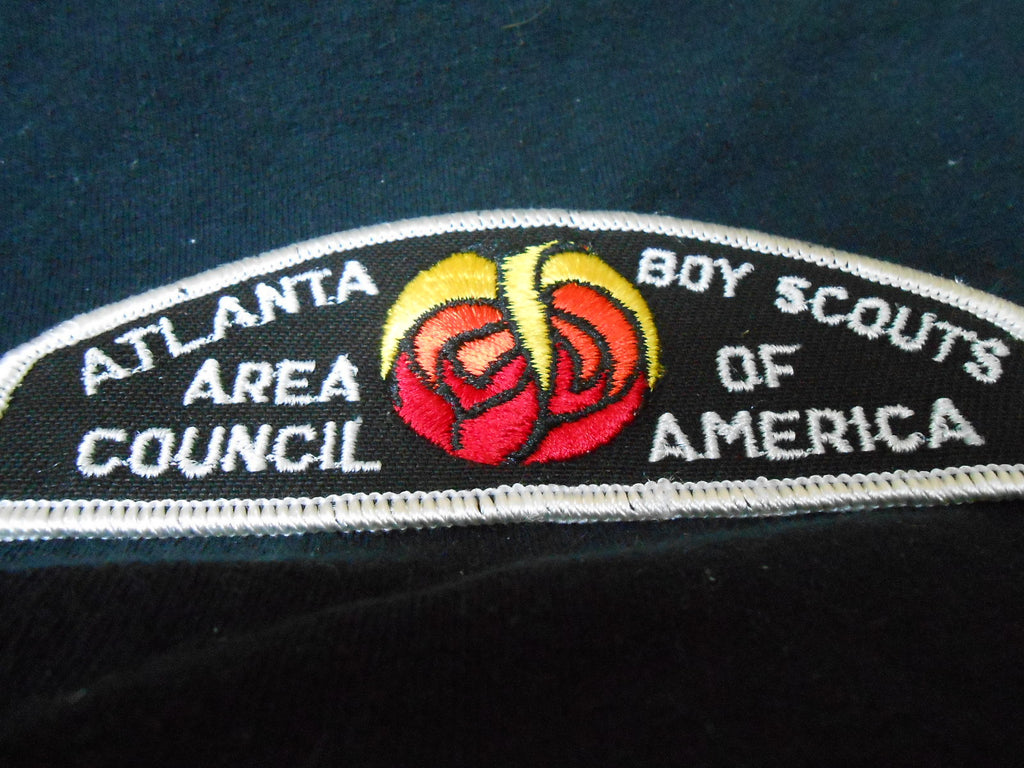 ATLANTA
AREA
COUNCIL
BOY SCOUTS
OF
AMERICA